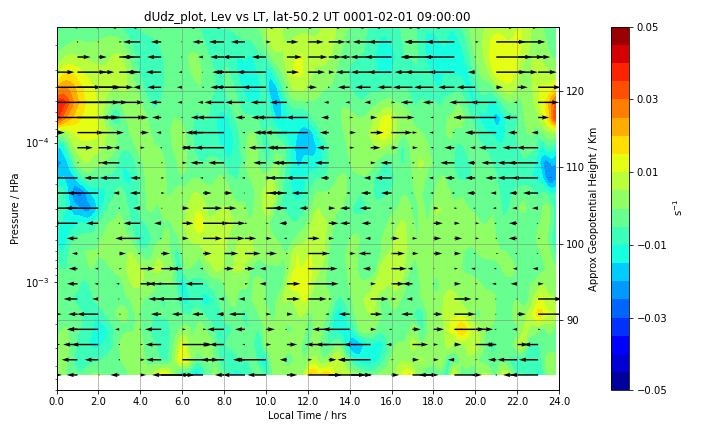 dUdz_plot, Lev vs LT, lat-50.2 UT 0001-02-01 09:00:00
Pressure / HPa
10⁻⁴
10⁻³
0.0 2.0 4.0 6.0 8.0 10.0 12.0 14.0 16.0 18.0 20.0 22.0 24.0
Local Time / hrs
120
110
100
90
Approx Geopotential Height / Km
0.05
0.03
0.01
−0.01
−0.03
−0.05
s⁻¹